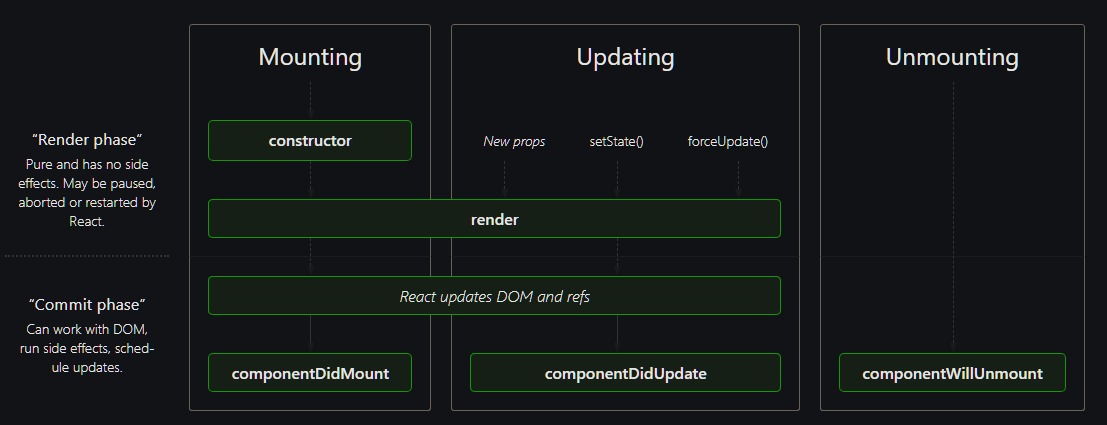 Mounting
Updating
Unmounting
“Render phase”
Pure and has no side
effects. May be paused,
aborted or restarted by
React.
constructor
New props
setState()
forceUpdate()
render
“Commit phase”
Can work with DOM,
run side effects, sched-
ule updates.
React updates DOM and refs
componentDidMount
componentDidUpdate
componentWillUnmount